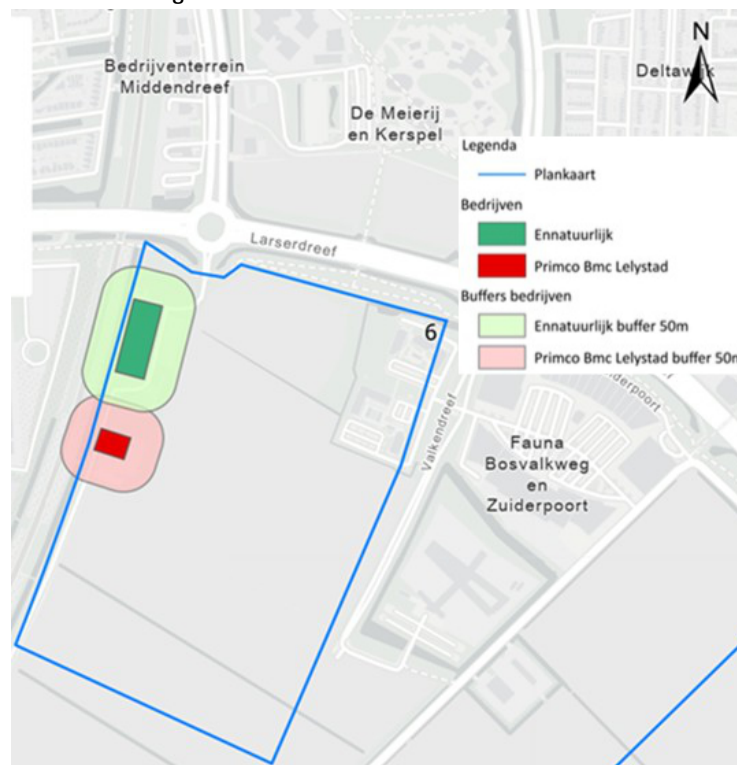 Bedrijventerrein
Middendreef
De Meierij
en Kerspel
N
Deltawijk
Legenda
Plankaart
Bedrijven
Ennatuurlijk
Primco Bmc Lelystad
Buffers bedrijven
Ennatuurlijk buffer 50m
Primco Bmc Lelystad buffer 50m
Larserdreef
6
Zuiderpoort
Valkendreef
Fauna
Bosvalkweg
en
Zuiderpoort